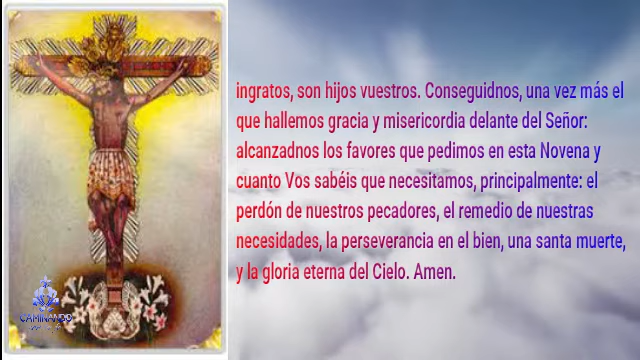 ingratos, son hijos vuestros. Conseguidnos, una vez más el
que hallemos gracia y misericordia delante del Señor:
alcanzadnos los favores que pedimos en esta Novena y
cuanto Vos sabéis que necesitamos, principalmente: el
perdón de nuestros pecadores, el remedio de nuestras
necesidades, la perseverancia en el bien, una santa muerte,
y la gloria eterna del Cielo. Amen.
CAMINANDO